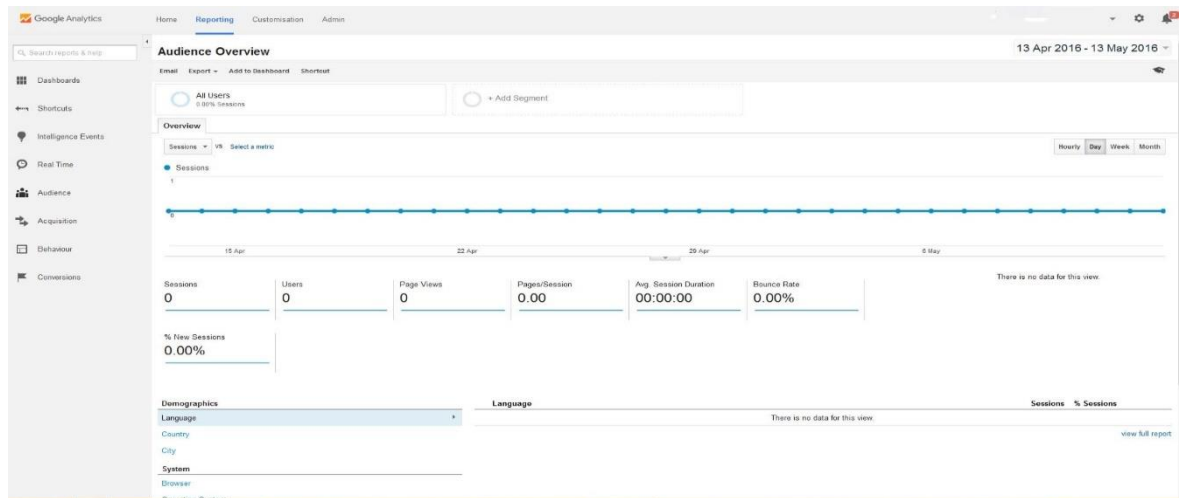 Google Analytics
Home Reporting Customisation Admin
Search reports & help
Audience Overview
13 Apr 2016 - 13 May 2016
Email Export Add to Dashboard Shortcut
Dashboards
Shortcuts
Intelligence Events
Real Time
Audience
Acquisition
Behaviour
Conversions
All Users
0.00% Sessions
+ Add Segment
Overview
Sessions VS Select a metric
Hourly Day Week Month
Sessions
1
0
15 Apr 22 Apr 29 Apr 6 May
There is no data for this view.
Sessions
0
Users
0
Page Views
0
Pages/Session
0.00
Avg. Session Duration
00:00:00
Bounce Rate
0.00%
% New Sessions
0.00%
Demographics
Language
Country
City
System
Browser
Language Sessions % Sessions
There is no data for this view.
view full report